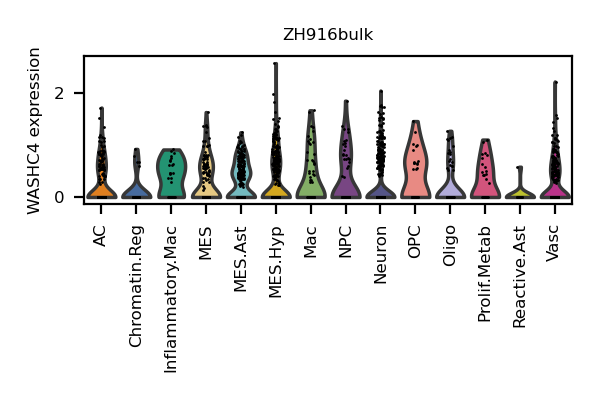 ZH916bulk
WASHC4 expression
2
0
AC
Chromatin.Reg
Inflammatory.Mac
MES
MES.Ast
MES.Hyp
Mac
NPC
Neuron
OPC
Oligo
Prolif.Metab
Reactive.Ast
Vasc